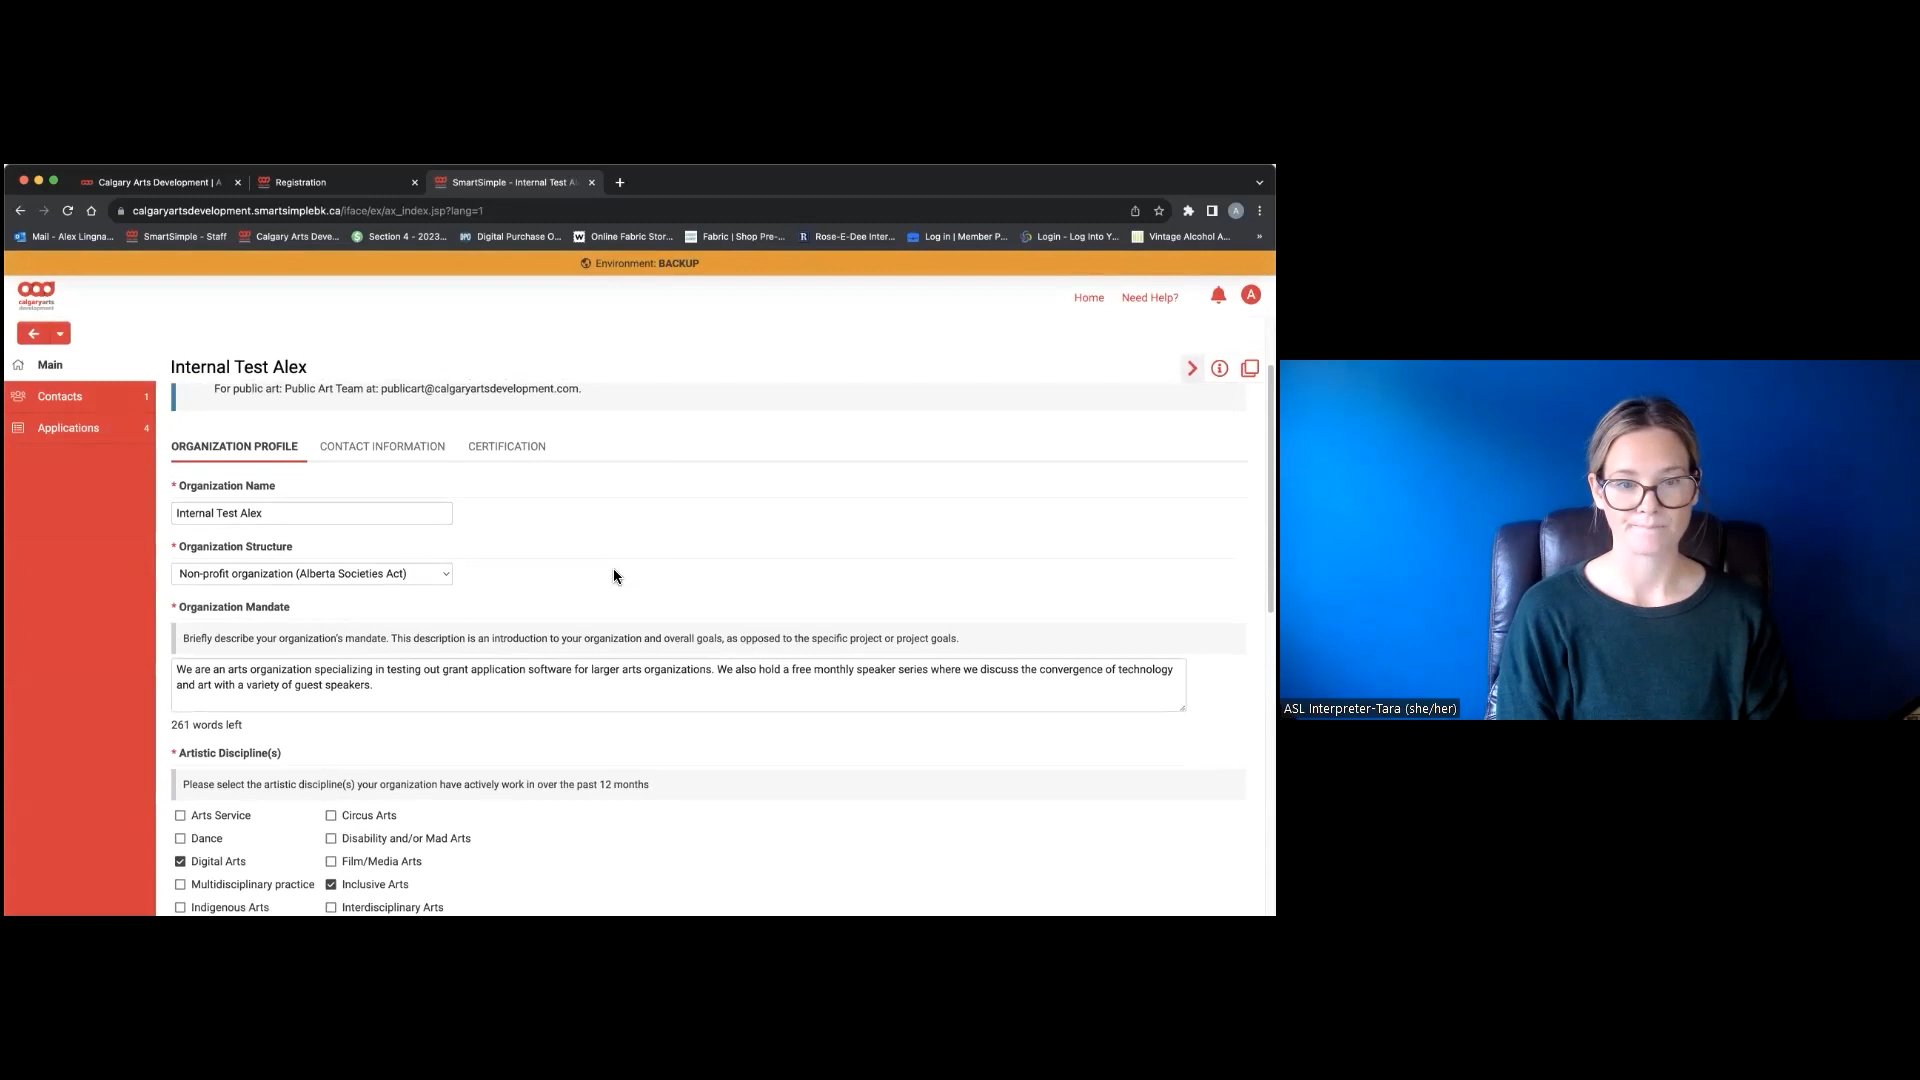 Calgary Arts Development | A
Registration
SmartSimple - Internal Test Al
calgaryartsdevelopment.smartsimplebk.ca/iface/ex/ax_index.jsp?lang=1
A
Mail - Alex Lingna...
SmartSimple - Staff
Calgary Arts Deve...
Section 4 - 2023...
Digital Purchase O...
Online Fabric Stor...
Fabric | Shop Pre-...
Rose-E-Dee Inter...
Log in | Member P...
Login - Log Into Y...
Vintage Alcohol A...
»
Environment: BACKUP
calgaryarts
development
Home
Need Help?
A
Main
Contacts 1
Applications 4
Internal Test Alex
For public art: Public Art Team at: publicart@calgaryartsdevelopment.com.
ORGANIZATION PROFILE
CONTACT INFORMATION
CERTIFICATION
* Organization Name
Internal Test Alex
* Organization Structure
Non-profit organization (Alberta Societies Act)
* Organization Mandate
Briefly describe your organization's mandate. This description is an introduction to your organization and overall goals, as opposed to the specific project or project goals.
We are an arts organization specializing in testing out grant application software for larger arts organizations. We also hold a free monthly speaker series where we discuss the convergence of technology
and art with a variety of guest speakers.
261 words left
* Artistic Discipline(s)
Please select the artistic discipline(s) your organization have actively work in over the past 12 months
Arts Service
Circus Arts
Dance
Disability and/or Mad Arts
Digital Arts
Film/Media Arts
Multidisciplinary practice
Inclusive Arts
Indigenous Arts
Interdisciplinary Arts
ASL Interpreter-Tara (she/her)